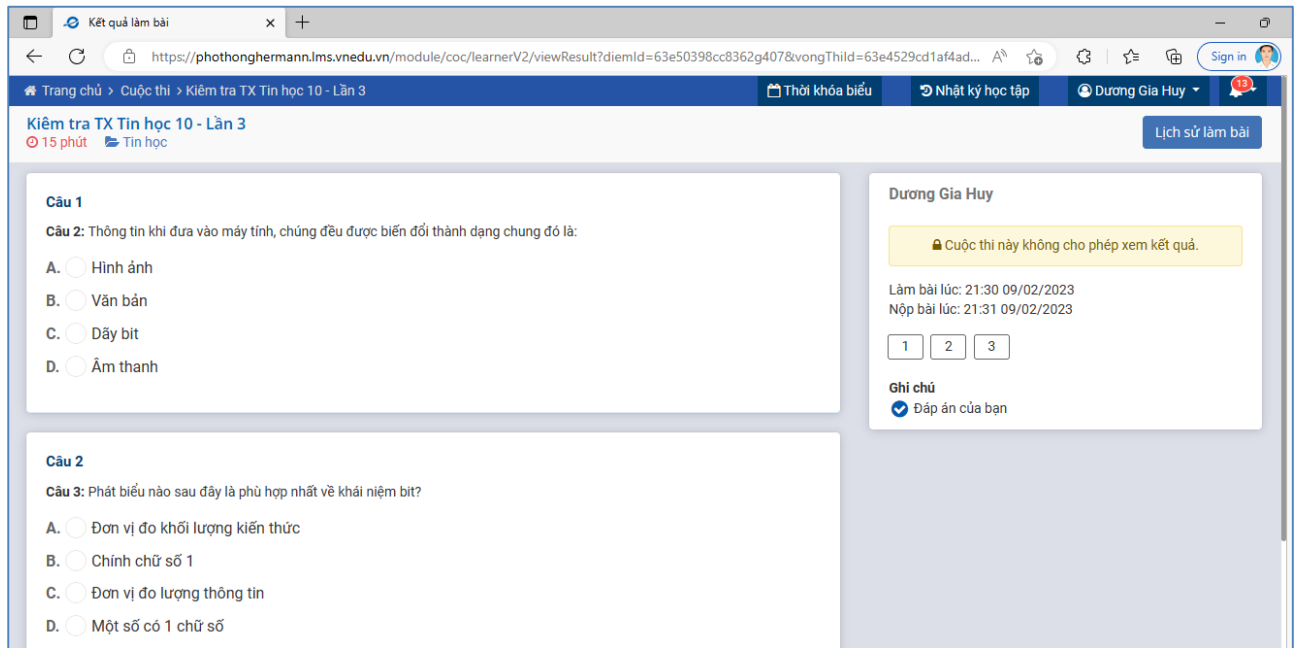 Kết quả làm bài
https://phothonghermann.lms.vnedu.vn/module/coc/learnerV2/viewResult?diemId=63e50398cc8362g407&vongThiId=63e4529cd1af4ad...
Sign in
Trang chủ > Cuộc thi > Kiêm tra TX Tin học 10 - Lần 3
Thời khóa biểu
Nhật ký học tập
Dương Gia Huy
13
Kiêm tra TX Tin học 10 - Lần 3
15 phút Tin học
Lịch sử làm bài
Câu 1
Câu 2: Thông tin khi đưa vào máy tính, chúng đều được biến đổi thành dạng chung đó là:
A. Hình ảnh
B. Văn bản
C. Dãy bit
D. Âm thanh
Câu 2
Câu 3: Phát biểu nào sau đây là phù hợp nhất về khái niệm bit?
A. Đơn vị đo khối lượng kiến thức
B. Chính chữ số 1
C. Đơn vị đo lượng thông tin
D. Một số có 1 chữ số
Dương Gia Huy
Cuộc thi này không cho phép xem kết quả.
Làm bài lúc: 21:30 09/02/2023
Nộp bài lúc: 21:31 09/02/2023
1 2 3
Ghi chú
Đáp án của bạn